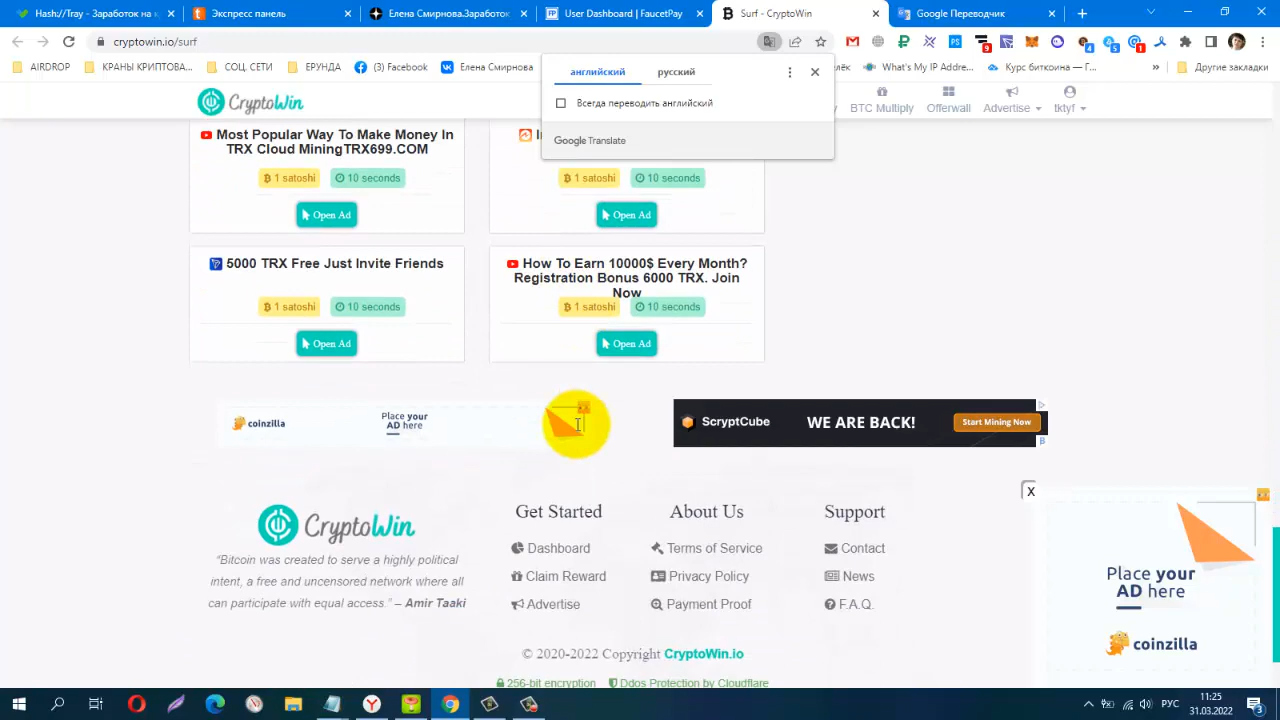 Hash://Tray - Заработок на к
Экспресс панель
Елена Смирнова.Заработок
User Dashboard | FaucetPay
Surf - CryptoWin
Google Переводчик
cryptowin.io/surf
AIRDROP
КРАНЫ КРИПТОВА...
СОЦ. СЕТИ
ЕРУНДА
(3) Facebook
Елена Смирнова
What's My IP Address...
Курс биткоина — Г...
Другие закладки
английский
русский
Всегда переводить английский
Google Translate
CryptoWin
BTC Multiply
Offerwall
Advertise
tktyf
Most Popular Way To Make Money In
TRX Cloud MiningTRX699.COM
1 satoshi
10 seconds
Open Ad
1 satoshi
10 seconds
Open Ad
5000 TRX Free Just Invite Friends
1 satoshi
10 seconds
Open Ad
How To Earn 10000$ Every Month?
Registration Bonus 6000 TRX. Join
Now
1 satoshi
10 seconds
Open Ad
coinzilla
Place your
AD here
ScryptCube
WE ARE BACK!
Start Mining Now
X
CryptoWin
“Bitcoin was created to serve a highly political
intent, a free and uncensored network where all
can participate with equal access.” – Amir Taaki
Get Started
Dashboard
Claim Reward
Advertise
About Us
Terms of Service
Privacy Policy
Payment Proof
Support
Contact
News
F.A.Q.
Place your
AD here
coinzilla
© 2020-2022 Copyright CryptoWin.io
256-bit encryption
Ddos Protection by Cloudflare
РУС
11:25
31.03.2022